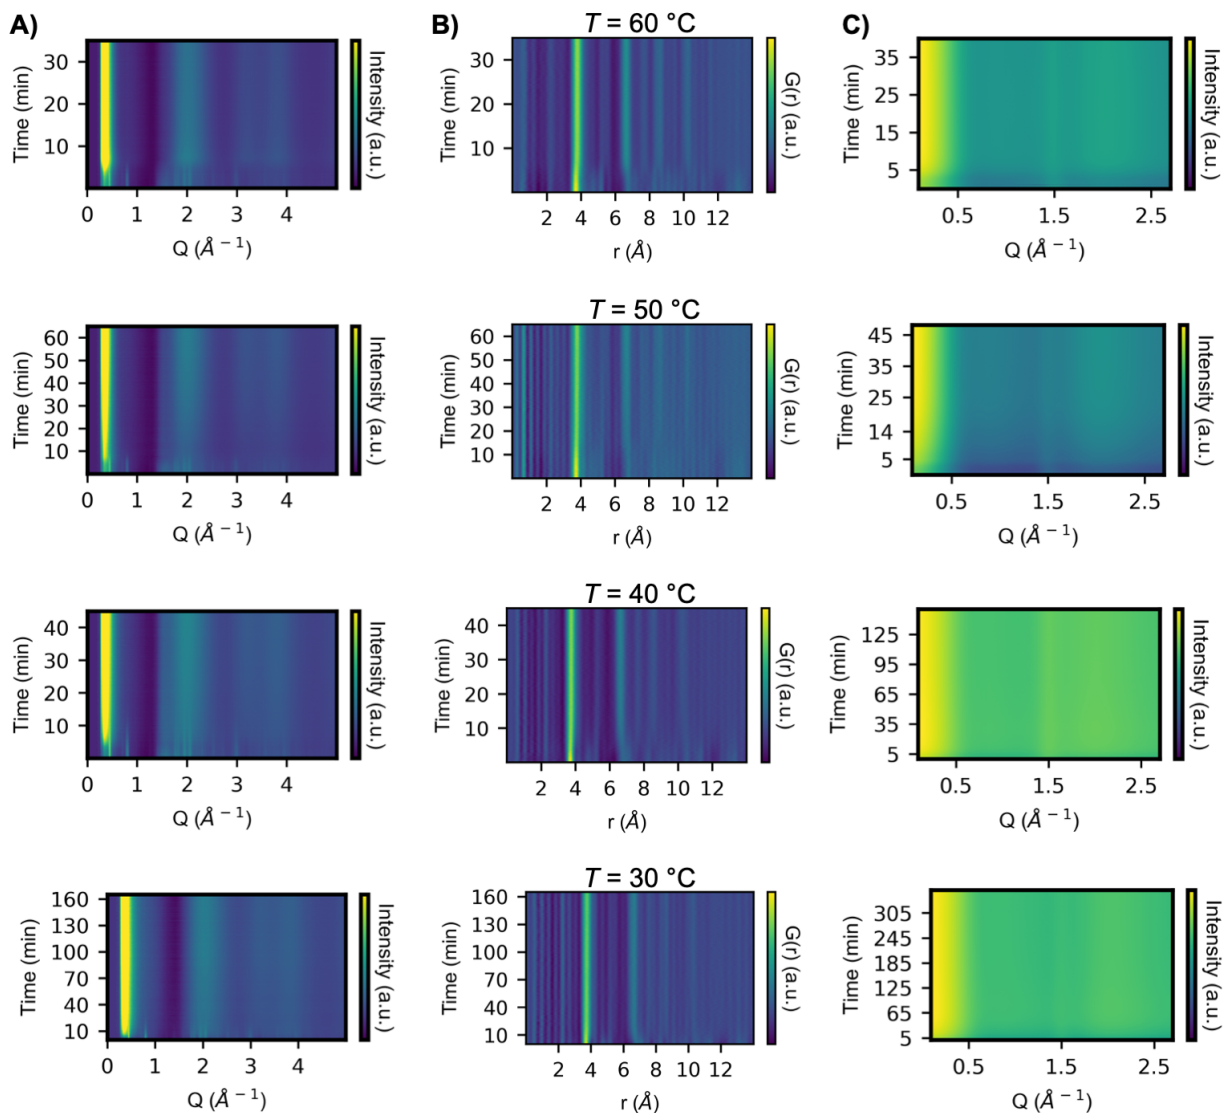 A)
B)
C)
T = 60 °C
30
20
10
0 1 2 3 4
Time (min)
Q (Å⁻¹)
Intensity (a.u.)
30
20
10
2 4 6 8 10 12
Time (min)
r (Å)
G(r) (a.u.)
35
25
15
5
0.5 1.5 2.5
Time (min)
Q (Å⁻¹)
Intensity (a.u.)
T = 50 °C
60
50
40
30
20
10
0 1 2 3 4
Time (min)
Q (Å⁻¹)
Intensity (a.u.)
60
50
40
30
20
10
2 4 6 8 10 12
Time (min)
r (Å)
G(r) (a.u.)
45
35
25
14
5
0.5 1.5 2.5
Time (min)
Q (Å⁻¹)
Intensity (a.u.)
T = 40 °C
40
30
20
10
0 1 2 3 4
Time (min)
Q (Å⁻¹)
Intensity (a.u.)
40
30
20
10
2 4 6 8 10 12
Time (min)
r (Å)
G(r) (a.u.)
125
95
65
35
5
0.5 1.5 2.5
Time (min)
Q (Å⁻¹)
Intensity (a.u.)
T = 30 °C
160
130
100
70
40
10
0 1 2 3 4
Time (min)
Q (Å⁻¹)
Intensity (a.u.)
160
130
100
70
40
10
2 4 6 8 10 12
Time (min)
r (Å)
G(r) (a.u.)
305
245
185
125
65
5
0.5 1.5 2.5
Time (min)
Q (Å⁻¹)
Intensity (a.u.)